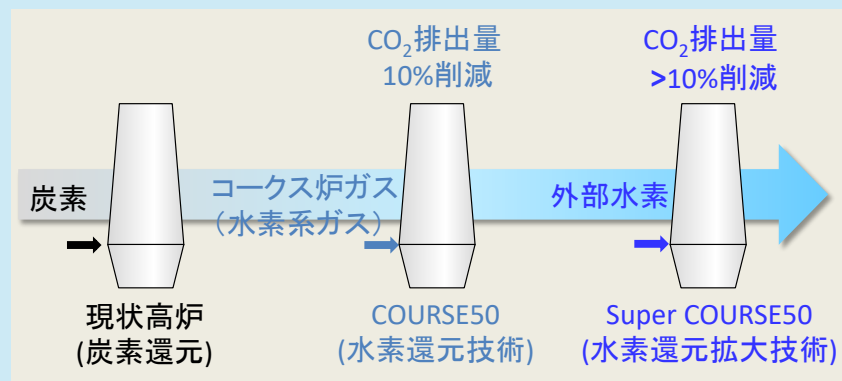 CO₂排出量
10%削減
CO₂排出量
>10%削減
炭素
コークス炉ガス
（水素系ガス）
外部水素
現状高炉
(炭素還元)
COURSE50
(水素還元技術)
Super COURSE50
(水素還元拡大技術)